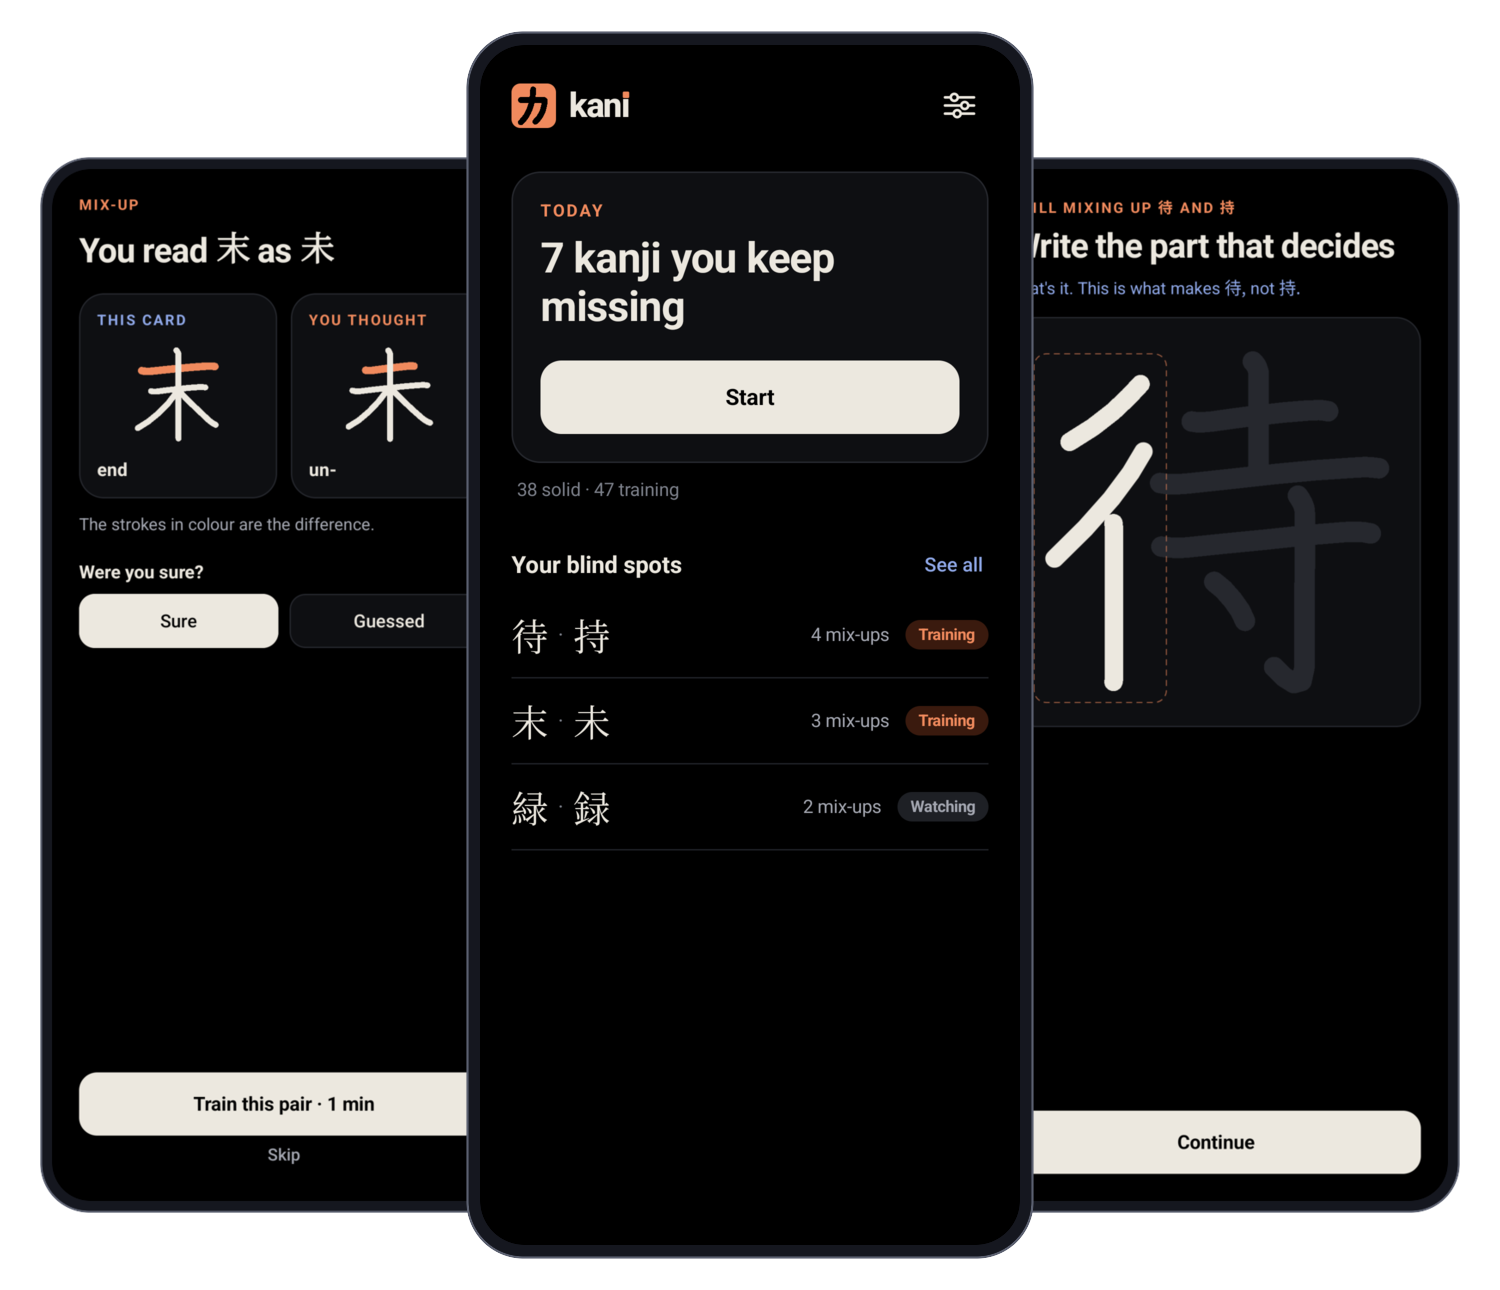 MIX-UP
You read 末 as 未
THIS CARD
YOU THOUGHT
末
未
end
un-
The strokes in colour are the difference.
Were you sure?
Sure
Guessed
Train this pair · 1 min
Skip
カ kani
TODAY
7 kanji you keep
missing
Start
38 solid · 47 training
Your blind spots
See all
待 · 持
4 mix-ups
Training
末 · 未
3 mix-ups
Training
緑 · 録
2 mix-ups
Watching
MIXING UP 待 AND 持
the part that decides
it. This is what makes 待, not 持.
待
Continue